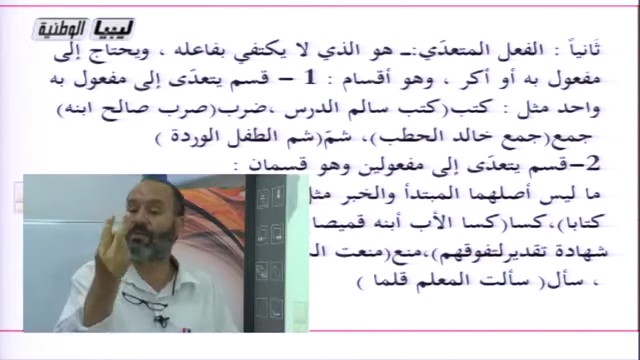 ليبيا الوطنية
ثَانياً : الفعل المتعدّي:ـ هو الذي لا يكتفي بفاعله ، ويحتاج إلى
مفعول به أو أكر ، وهو أقسام : 1 – قسم يتعدّى إلى مفعول به
واحد مثل : كتب(كتب سالم الدرس ،ضرب(صرب صالح ابنه)
جمع(جمع خالد الحطب)، شمّ(شم الطفل الوردة )
2–قسم يتعدّى إلى مفعولين وهو قسمان :
ما ليس أصلهما المبتدأ والخبر مثل
كتابا)،كسا(كسا الأب أبنه قميصا
شهادة تقديرلتفوقهم)،منع(منعت
، سأل( سألت المعلم قلما )